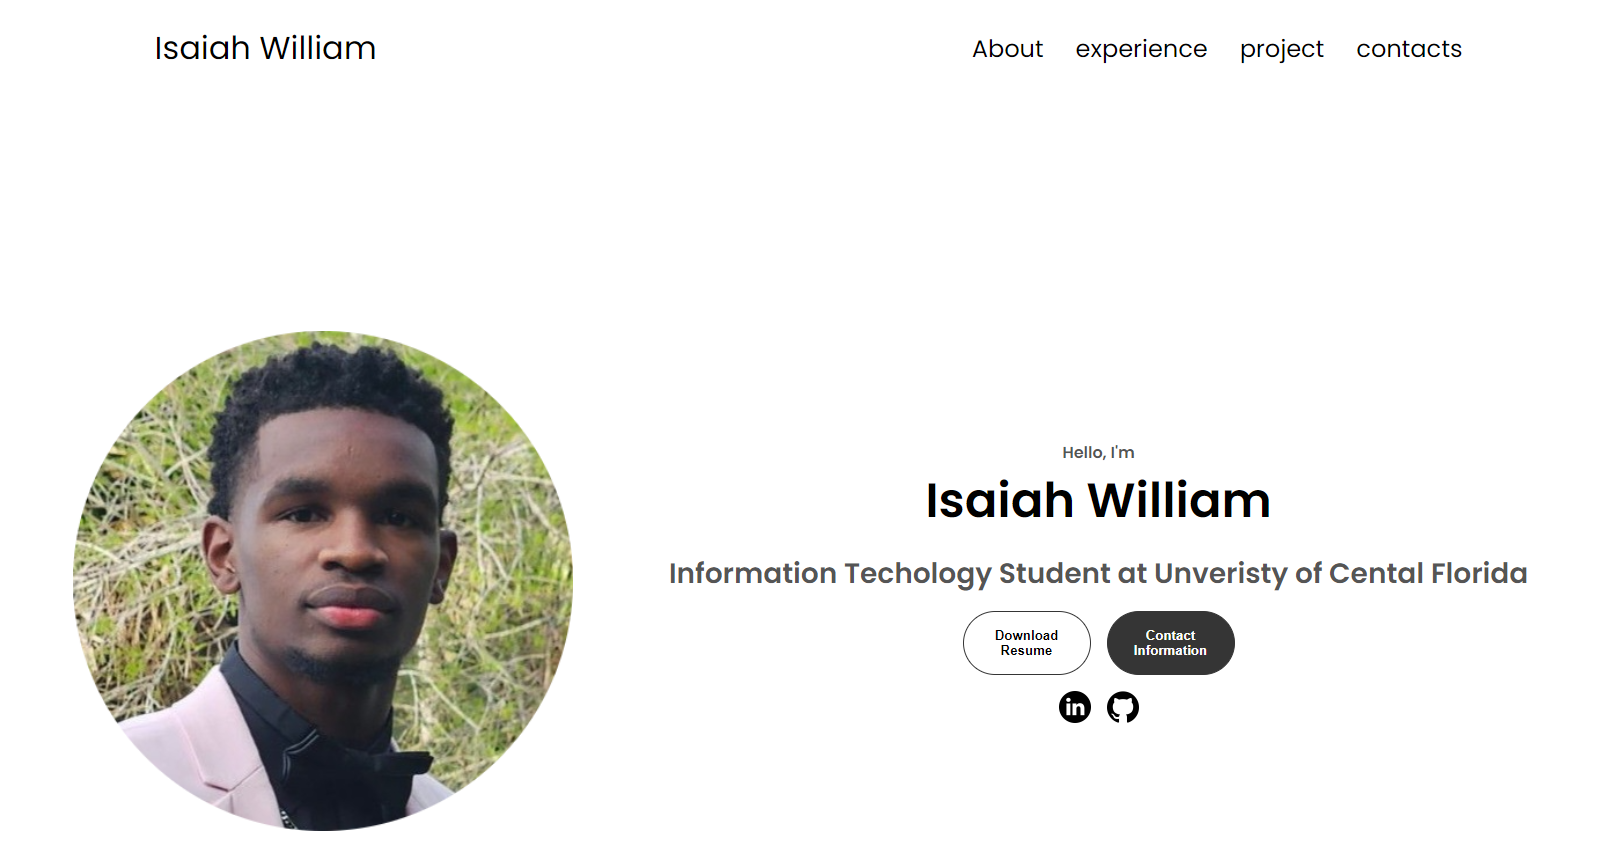 Isaiah William
About experience project contacts
Hello, I'm
Isaiah William
Information Techology Student at Unveristy of Cental Florida
Download
Resume
Contact
Information
in